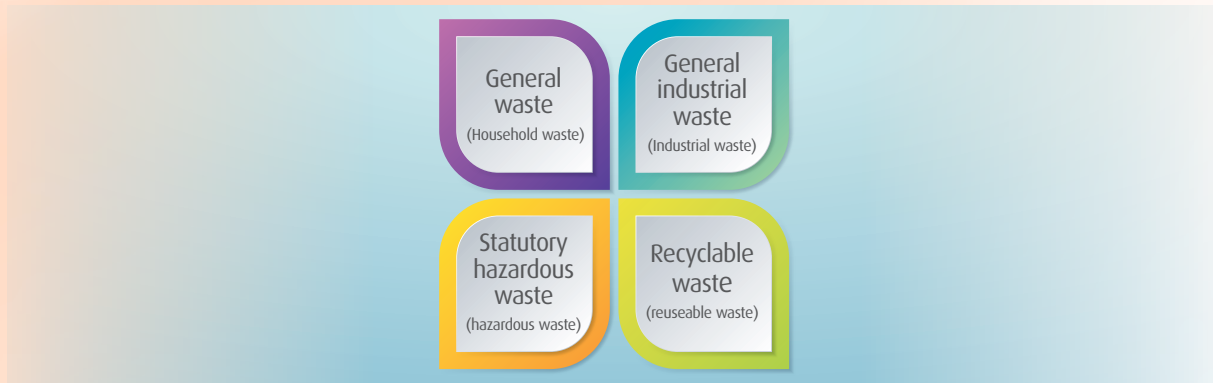 General
waste
(Household waste)
General
industrial
waste
(Industrial waste)
Statutory
hazardous
waste
(hazardous waste)
Recyclable
waste
(reuseable waste)